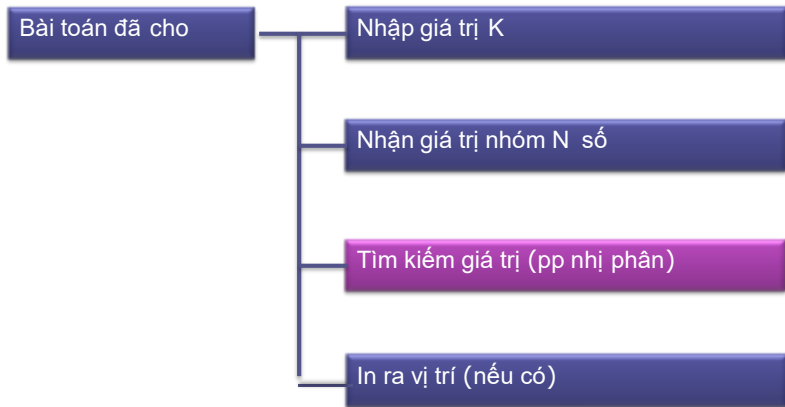 Bài toán đã cho
Nhập giá trị K
Nhận giá trị nhóm N số
Tìm kiếm giá trị (pp nhị phân)
In ra vị trí (nếu có)